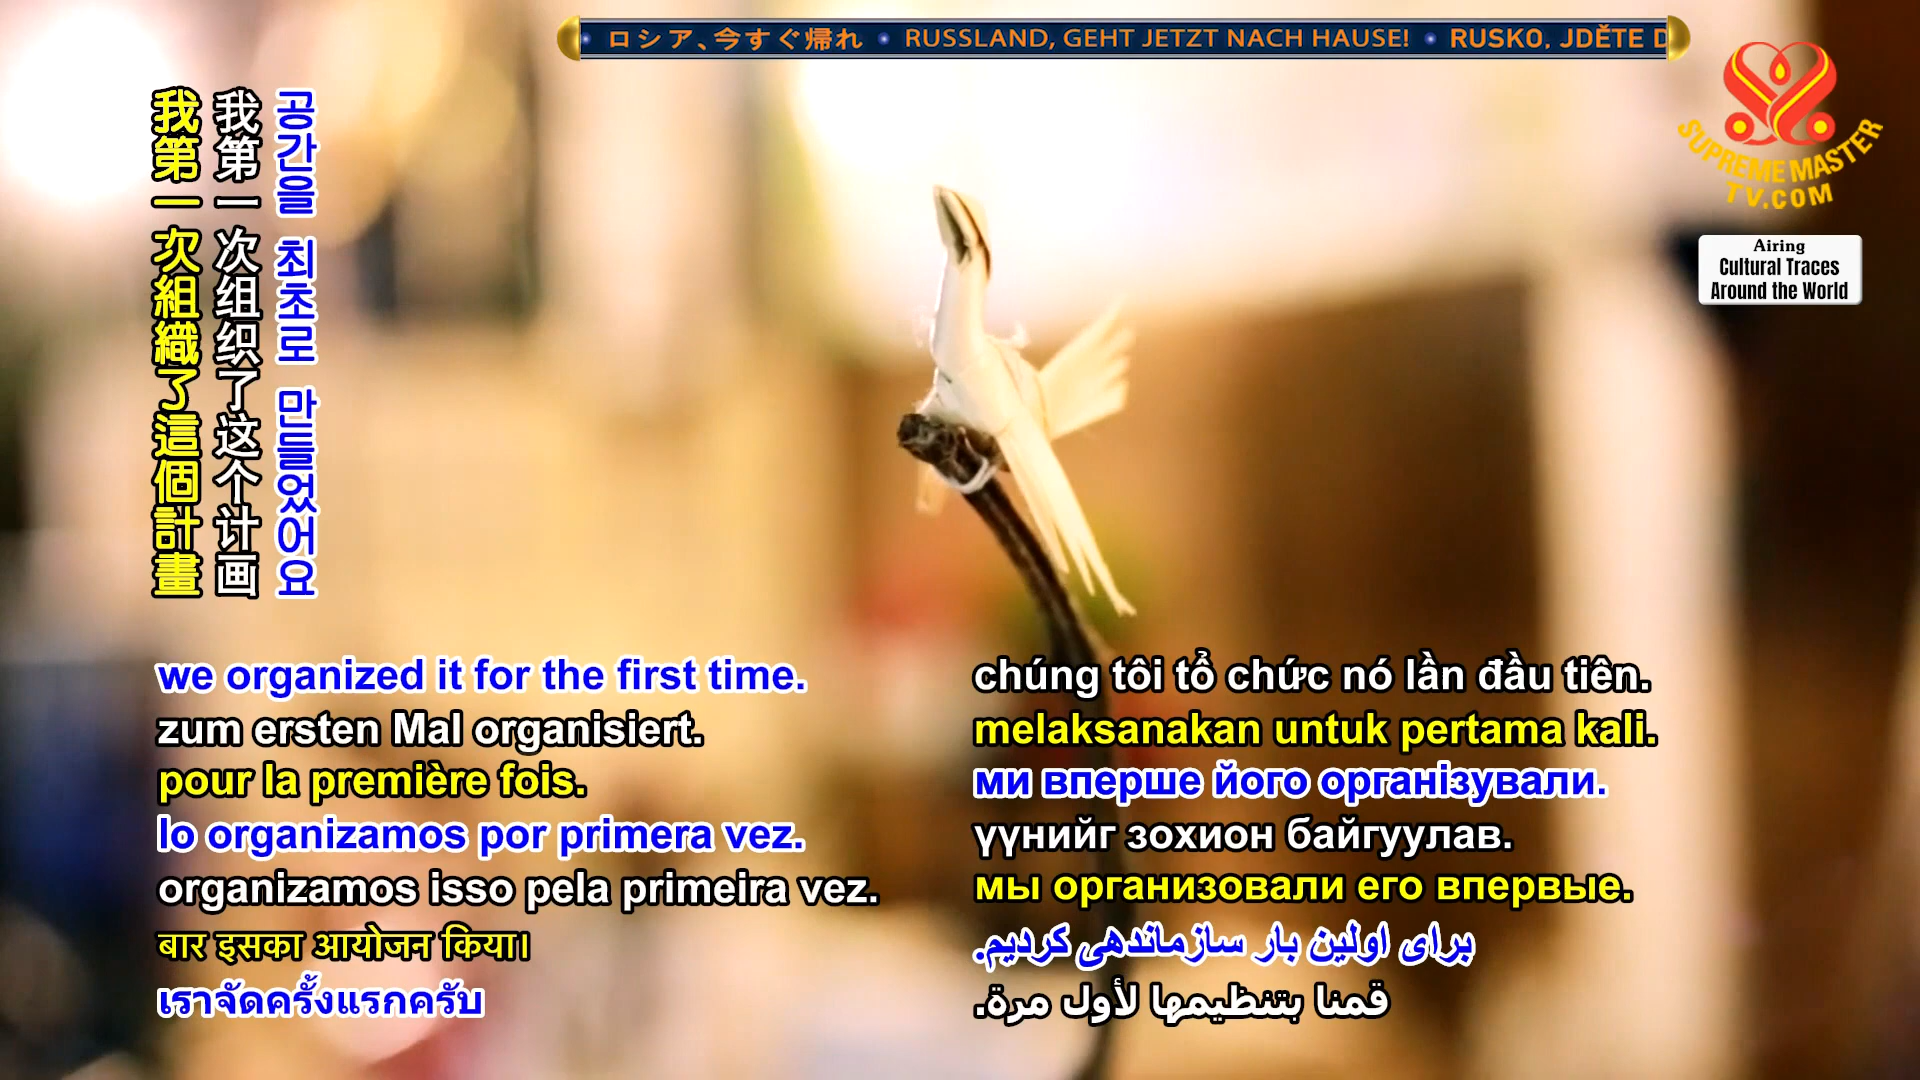 ロシア、今すぐ帰れ • RUSSLAND, GEHT JETZT NACH HAUSE! • RUSKO, JDĚTE D
SUPREME MASTER
TV.COM
Airing
Cultural Traces
Around the World
공간을 최초로 만들었어요
我第一次组织了这个计画
我第一次組織了這個計畫
we organized it for the first time.
zum ersten Mal organisiert.
pour la première fois.
lo organizamos por primera vez.
organizamos isso pela primeira vez.
बार इसका आयोजन किया।
เราจัดครั้งแรกครับ
chúng tôi tổ chức nó lần đầu tiên.
melaksanakan untuk pertama kali.
ми вперше його організували.
үүнийг зохион байгуулав.
мы организовали его впервые.
برای اولین بار سازماندهی کردیم.
قمنا بتنظيمها لأول مرة.